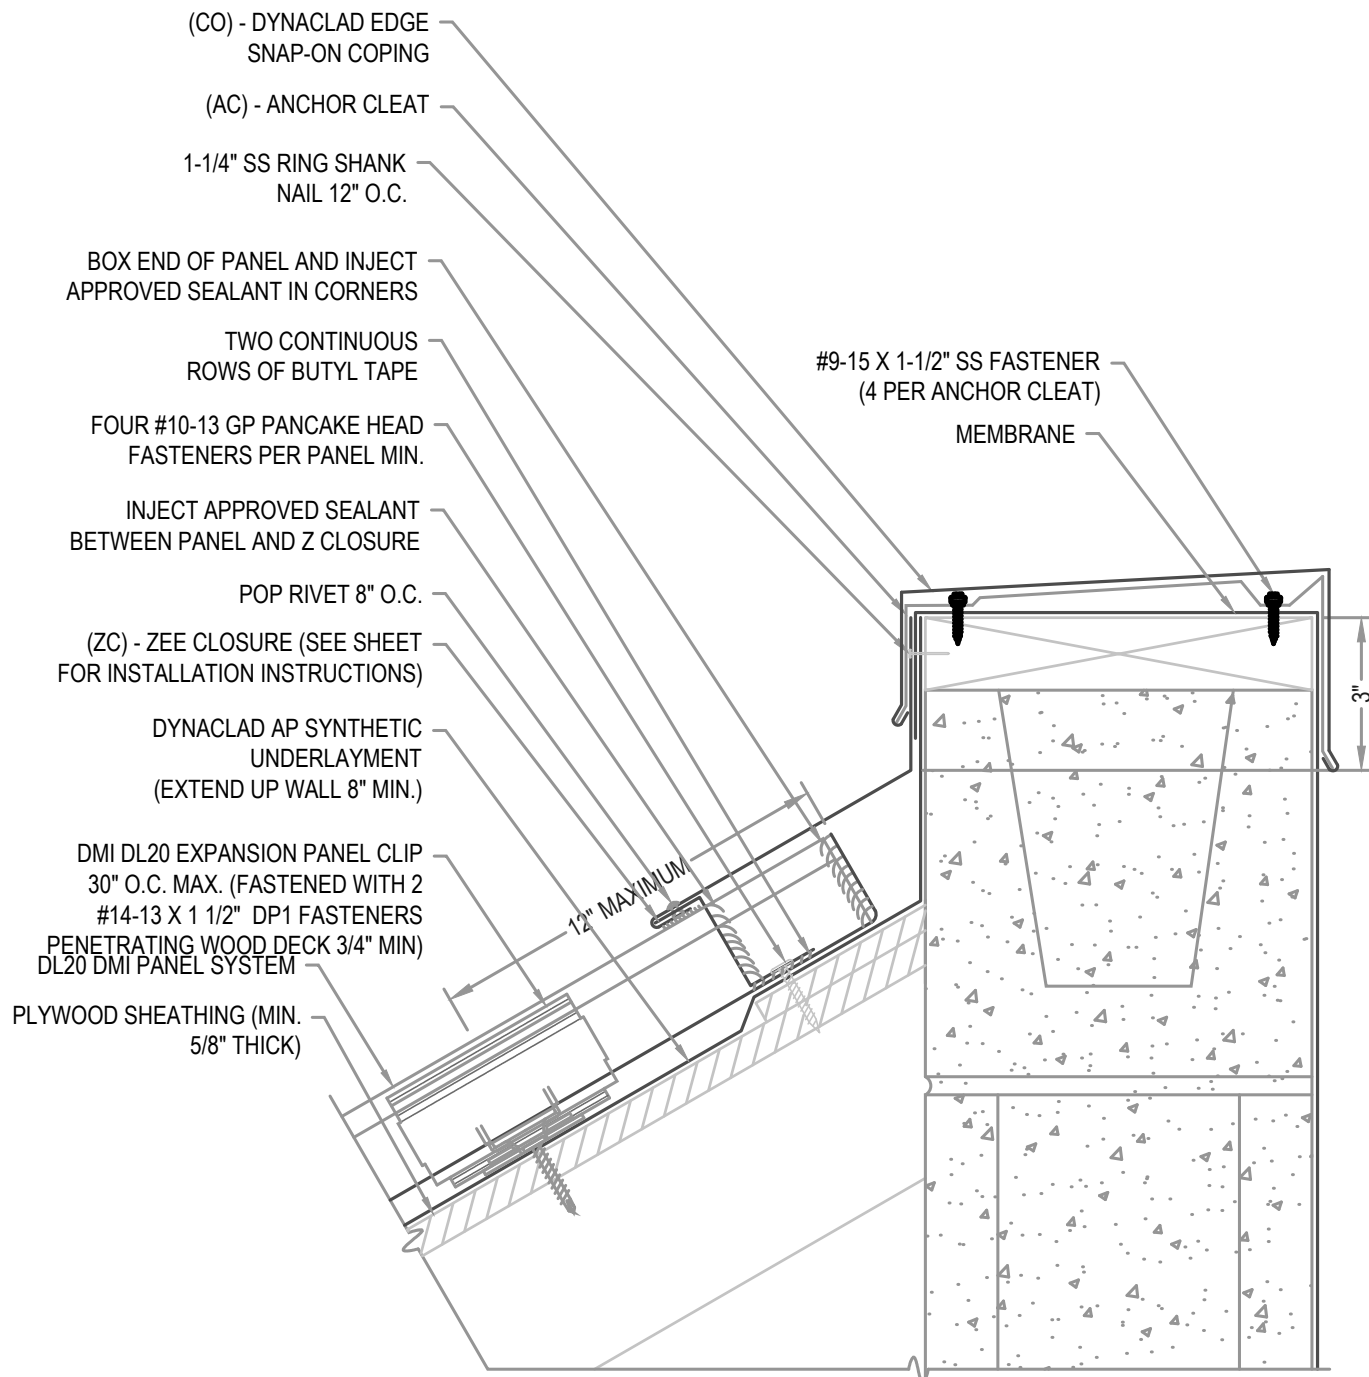 (CO) - DYNACLAD EDGE
SNAP-ON COPING
(AC) - ANCHOR CLEAT
1-1/4" SS RING SHANK
NAIL 12" O.C.
BOX END OF PANEL AND INJECT
APPROVED SEALANT IN CORNERS
TWO CONTINUOUS
ROWS OF BUTYL TAPE
FOUR #10-13 GP PANCAKE HEAD
FASTENERS PER PANEL MIN.
INJECT APPROVED SEALANT
BETWEEN PANEL AND Z CLOSURE
POP RIVET 8" O.C.
(ZC) - ZEE CLOSURE (SEE SHEET
FOR INSTALLATION INSTRUCTIONS)
DYNACLAD AP SYNTHETIC
UNDERLAYMENT
(EXTEND UP WALL 8" MIN.)
DMI DL20 EXPANSION PANEL CLIP
30" O.C. MAX. (FASTENED WITH 2
#14-13 X 1 1/2" DP1 FASTENERS
PENETRATING WOOD DECK 3/4" MIN)
DL20 DMI PANEL SYSTEM
PLYWOOD SHEATHING (MIN.
5/8" THICK)
#9-15 X 1-1/2" SS FASTENER
(4 PER ANCHOR CLEAT)
MEMBRANE
3"
12" MAXIMUM